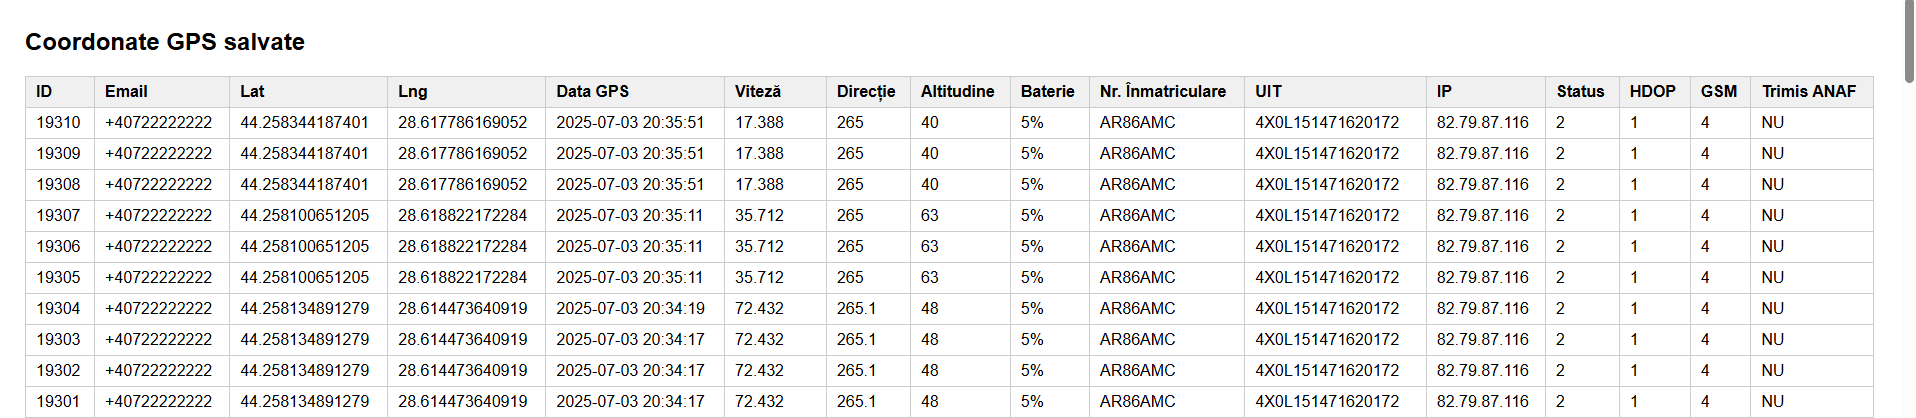 Coordonate GPS salvate
ID Email Lat Lng Data GPS Viteză Direcție Altitudine Baterie Nr. Înmatriculare UIT IP Status HDOP GSM Trimis ANAF
19310 +40722222222 44.258344187401 28.617786169052 2025-07-03 20:35:51 17.388 265 40 5% AR86AMC 4X0L151471620172 82.79.87.116 2 1 4 NU
19309 +40722222222 44.258344187401 28.617786169052 2025-07-03 20:35:51 17.388 265 40 5% AR86AMC 4X0L151471620172 82.79.87.116 2 1 4 NU
19308 +40722222222 44.258344187401 28.617786169052 2025-07-03 20:35:51 17.388 265 40 5% AR86AMC 4X0L151471620172 82.79.87.116 2 1 4 NU
19307 +40722222222 44.258100651205 28.618822172284 2025-07-03 20:35:11 35.712 265 63 5% AR86AMC 4X0L151471620172 82.79.87.116 2 1 4 NU
19306 +40722222222 44.258100651205 28.618822172284 2025-07-03 20:35:11 35.712 265 63 5% AR86AMC 4X0L151471620172 82.79.87.116 2 1 4 NU
19305 +40722222222 44.258100651205 28.618822172284 2025-07-03 20:35:11 35.712 265 63 5% AR86AMC 4X0L151471620172 82.79.87.116 2 1 4 NU
19304 +40722222222 44.258134891279 28.614473640919 2025-07-03 20:34:19 72.432 265.1 48 5% AR86AMC 4X0L151471620172 82.79.87.116 2 1 4 NU
19303 +40722222222 44.258134891279 28.614473640919 2025-07-03 20:34:17 72.432 265.1 48 5% AR86AMC 4X0L151471620172 82.79.87.116 2 1 4 NU
19302 +40722222222 44.258134891279 28.614473640919 2025-07-03 20:34:17 72.432 265.1 48 5% AR86AMC 4X0L151471620172 82.79.87.116 2 1 4 NU
19301 +40722222222 44.258134891279 28.614473640919 2025-07-03 20:34:17 72.432 265.1 48 5% AR86AMC 4X0L151471620172 82.79.87.116 2 1 4 NU